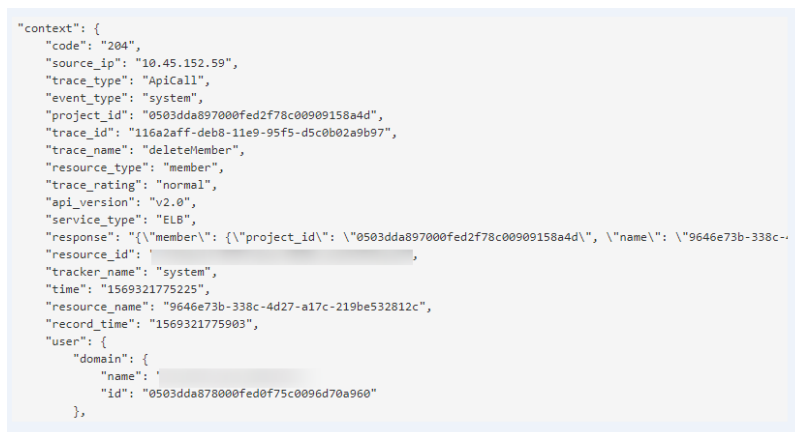 "context": {
"code": "204",
"source_ip": "10.45.152.59",
"trace_type": "ApiCall",
"event_type": "system",
"project_id": "0503dda897000fed2f78c00909158a4d",
"trace_id": "116a2aff-deb8-11e9-95f5-d5c0b02a9b97",
"trace_name": "deleteMember",
"resource_type": "member",
"trace_rating": "normal",
"api_version": "v2.0",
"service_type": "ELB",
"response": "{\"member\": {\"project_id\": \"0503dda897000fed2f78c00909158a4d\", \"name\": \"9646e73b-338c-4
"resource_id": ",
"tracker_name": "system",
"time": "1569321775225",
"resource_name": "9646e73b-338c-4d27-a17c-219be532812c",
"record_time": "1569321775903",
"user": {
"domain": {
"name": "
"id": "0503dda878000fed0f75c0096d70a960"
},